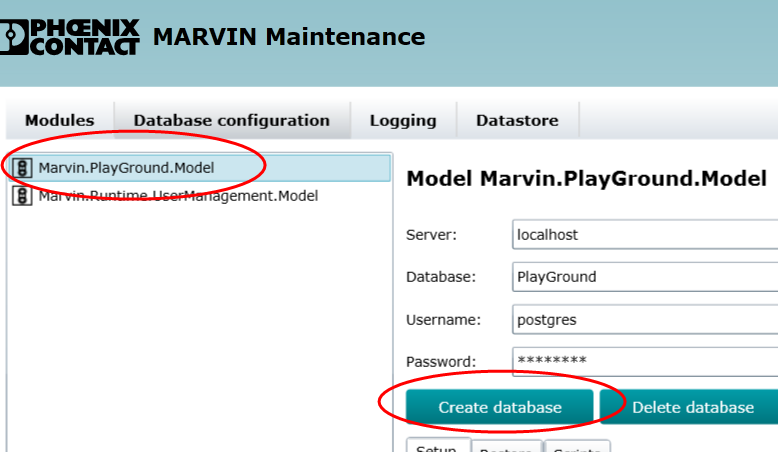 PHŒNIX
CONTACT
MARVIN Maintenance
Modules
Database configuration
Logging
Datastore
Marvin.PlayGround.Model
Marvin.Runtime.UserManagement.Model
Model Marvin.PlayGround.Model
Server: localhost
Database: PlayGround
Username: postgres
Password: ********
Create database
Delete database
Setup
Restore
Scripts